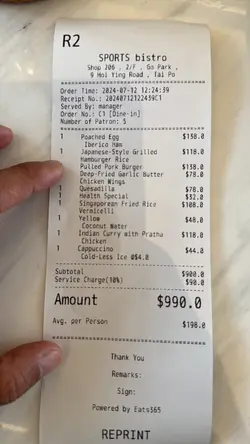 R2
SPORTS bistro
Shop 206 , 2/F , Go Park ,
9 Hoi Ying Road , Tai Po
Order Time: 2024-07-12 12:24:39
Receipt No.: 20240712122439C1
Served By: manager
Order No.: C1 [Dine-in]
Number of Patron: 5
1 Poached Egg $158.0
Iberico Ham
1 Japanese-Style Grilled $118.0
Hamburger Rice
Pulled Pork Burger $138.0
Deep-Fried Garlic Butter $78.0
Chicken Wings
1 Quesadilla $78.0
1 Health Special $32.0
1 Singaporean Fried Rice $108.0
Vermicelli
1 Yellow $48.0
Coconut Water
1 Indian Curry with Pratha $118.0
Chicken
1 Cappuccino $44.0
Cold-Less Ice @$4.0
Subtotal $900.0
Service Charge(10%) $90.0
Amount $990.0
Avg. per Person $198.0
Thank You
Remarks:
Sign:
Powered by Eats365
REPRINT